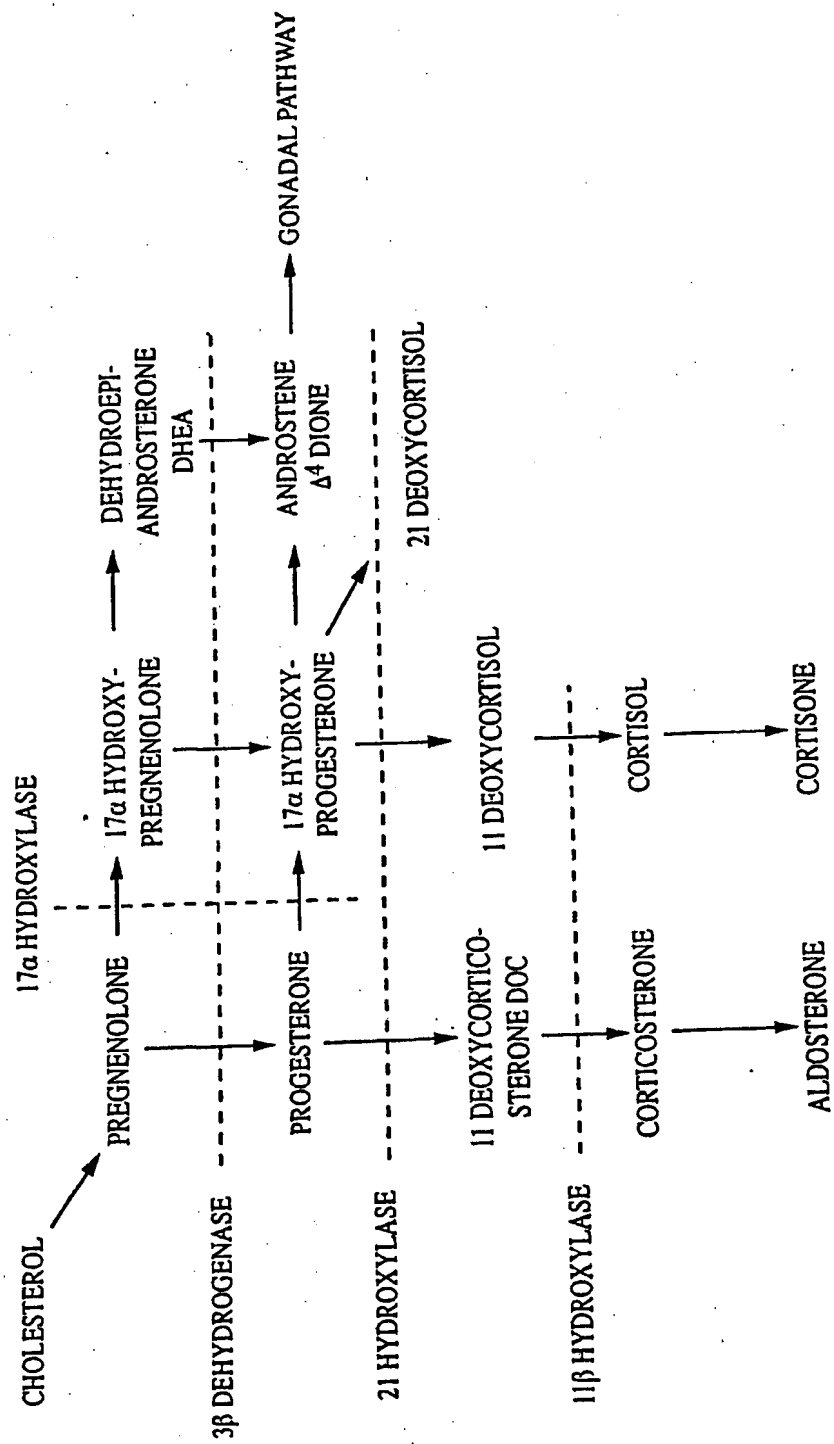 17α HYDROXYLASE
CHOLESTEROL
PREGNENOLONE
17α HYDROXY-
PREGNENOLONE
DEHYDROEPI-
ANDROSTERONE
DHEA
3β DEHYDROGENASE
PROGESTERONE
17α HYDROXY-
PROGESTERONE
ANDROSTENE
Δ⁴ DIONE
GONADAL PATHWAY
21 HYDROXYLASE
21 DEOXYCORTISOL
11 DEOXYCORTICO-
STERONE DOC
11 DEOXYCORTISOL
11β HYDROXYLASE
CORTICOSTERONE
CORTISOL
ALDOSTERONE
CORTISONE